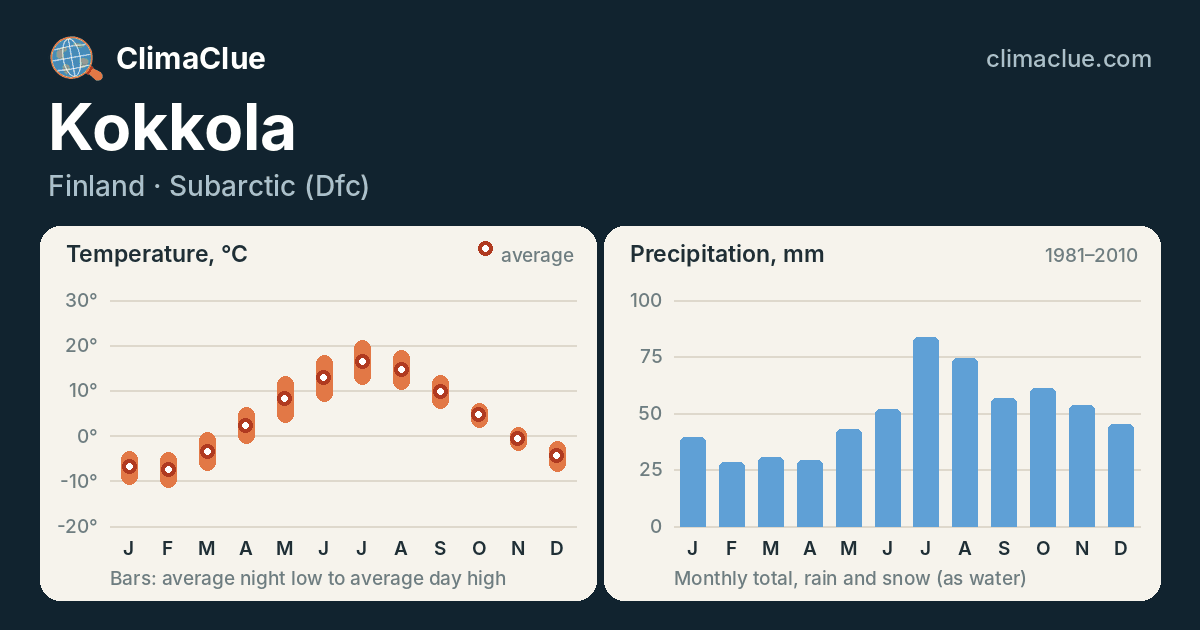 ClimaClue
climaclue.com
Kokkola
Finland · Subarctic (Dfc)
Temperature, °C
average
30°
20°
10°
0°
-10°
-20°
J F M A M J J A S O N D
Bars: average night low to average day high
Precipitation, mm
1981–2010
100
75
50
25
0
J F M A M J J A S O N D
Monthly total, rain and snow (as water)